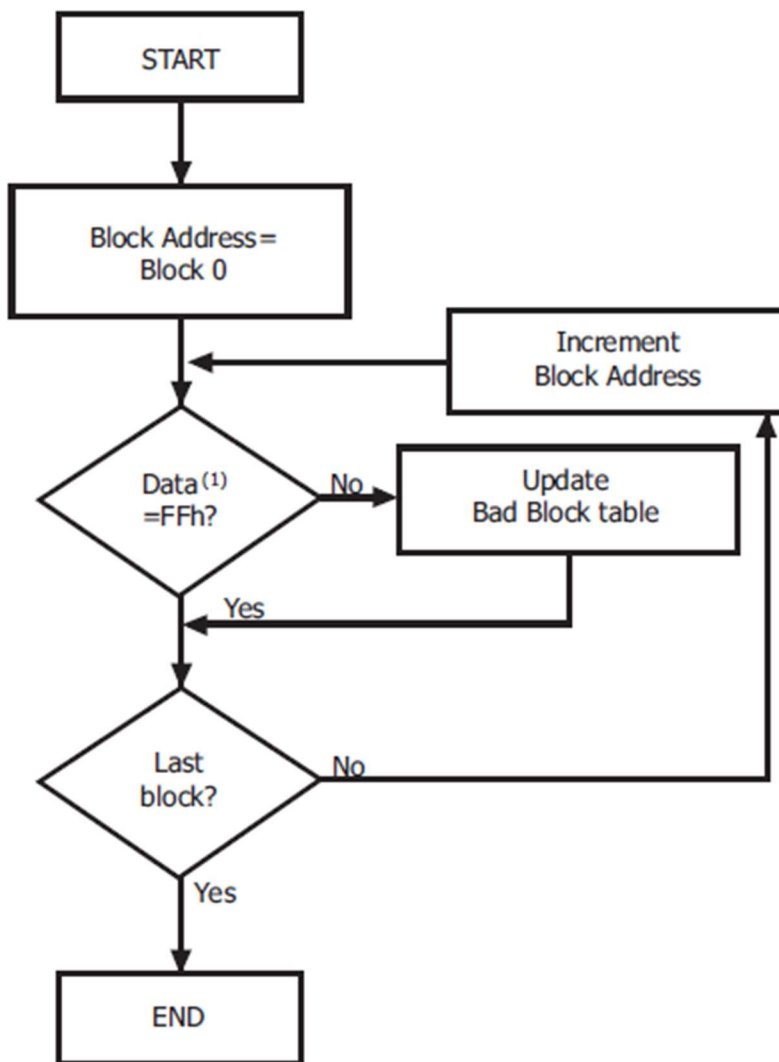 START
Block Address=
Block 0
Increment
Block Address
Data(1)
=FFh?
No
Update
Bad Block table
Yes
Last
block?
No
Yes
END